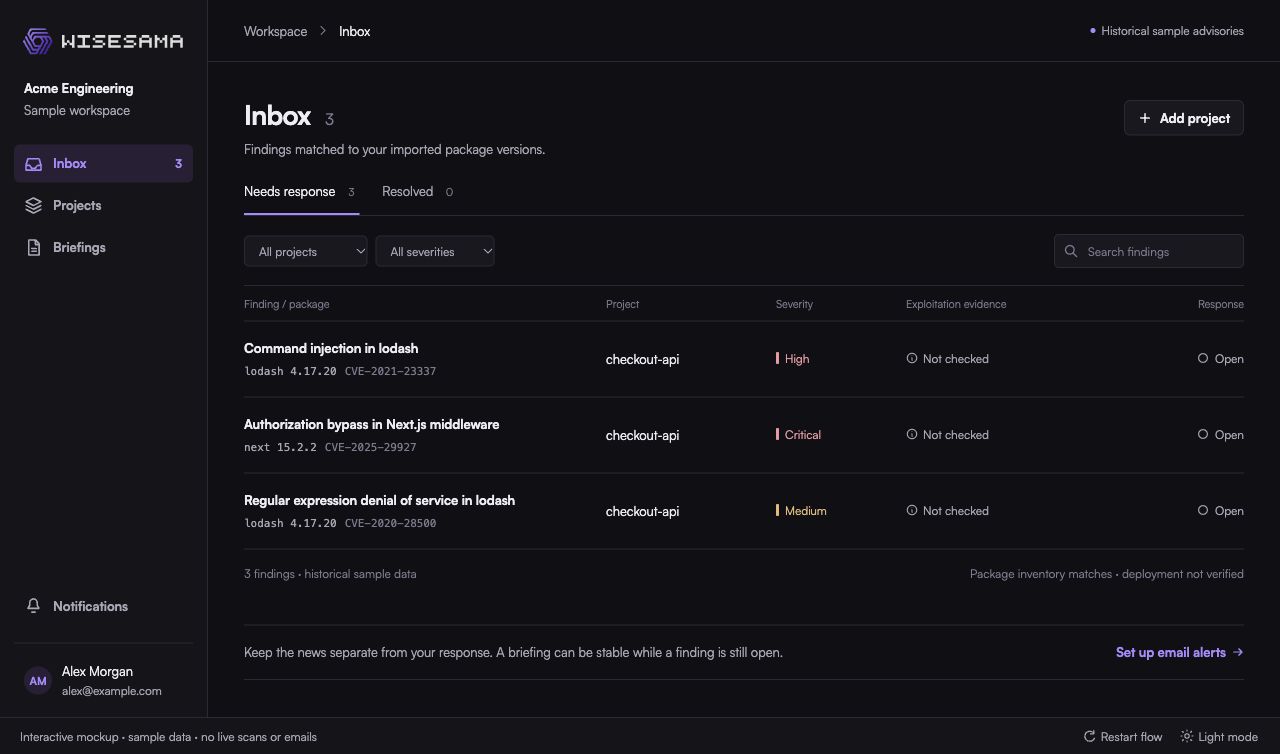 WISESAMA
Workspace > Inbox
• Historical sample advisories
Acme Engineering
Sample workspace
Inbox 3
Projects
Briefings
Inbox 3
+ Add project
Findings matched to your imported package versions.
Needs response 3 Resolved 0
All projects All severities Search findings
Finding / package Project Severity Exploitation evidence Response
Command injection in lodash
lodash 4.17.20 CVE-2021-23337
checkout-api High Not checked Open
Authorization bypass in Next.js middleware
next 15.2.2 CVE-2025-29927
checkout-api Critical Not checked Open
Regular expression denial of service in lodash
lodash 4.17.20 CVE-2020-28500
checkout-api Medium Not checked Open
3 findings · historical sample data Package inventory matches · deployment not verified
Keep the news separate from your response. A briefing can be stable while a finding is still open. Set up email alerts →
Notifications
AM
Alex Morgan
alex@example.com
Interactive mockup · sample data · no live scans or emails Restart flow Light mode